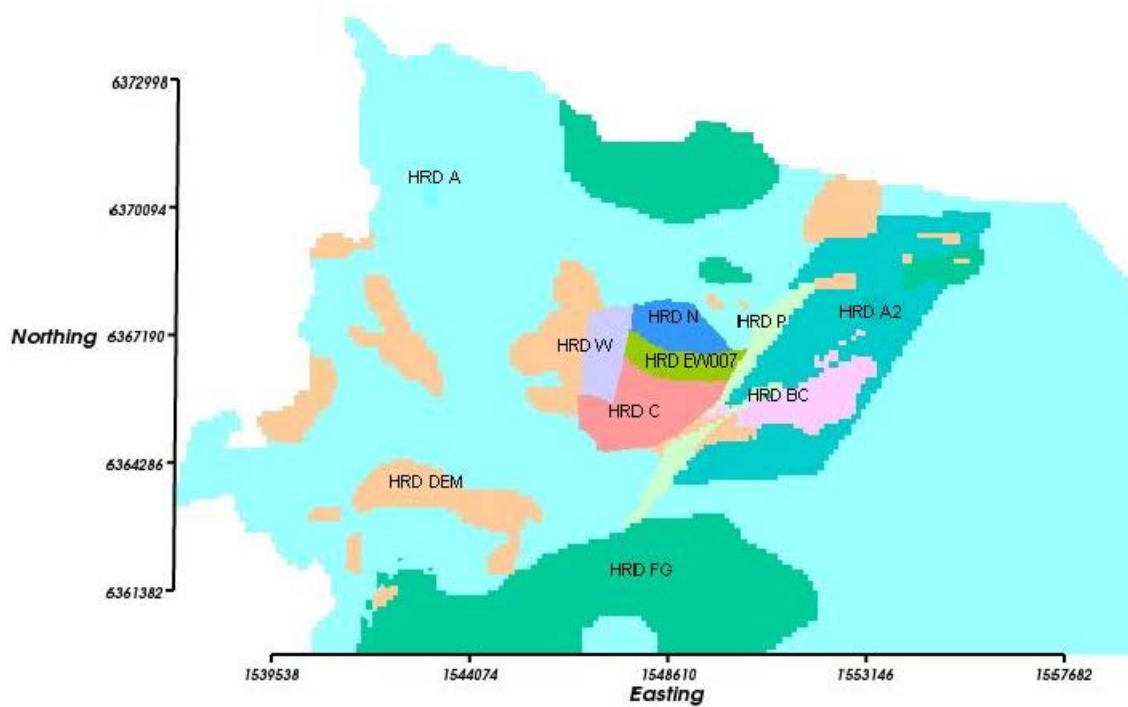 6372998
HRD A
6370094
HRD A2
HRD N
HRD P
6367190
Northing
HRD W
HRD EW007
HRD BC
HRD C
6364286
HRD DEM
HRD FG
6361382
1539538
1544074
1548610
1553146
1557682
Easting